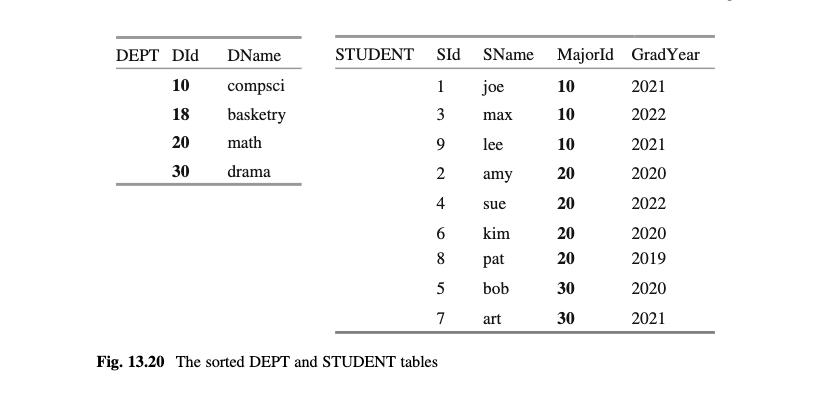 DEPT DId DName
10 compsci
18 basketry
20 math
30 drama
STUDENT SId SName MajorId GradYear
1 joe 10 2021
3 max 10 2022
9 lee 10 2021
2 amy 20 2020
4 sue 20 2022
6 kim 20 2020
8 pat 20 2019
5 bob 30 2020
7 art 30 2021
Fig. 13.20 The sorted DEPT and STUDENT tables